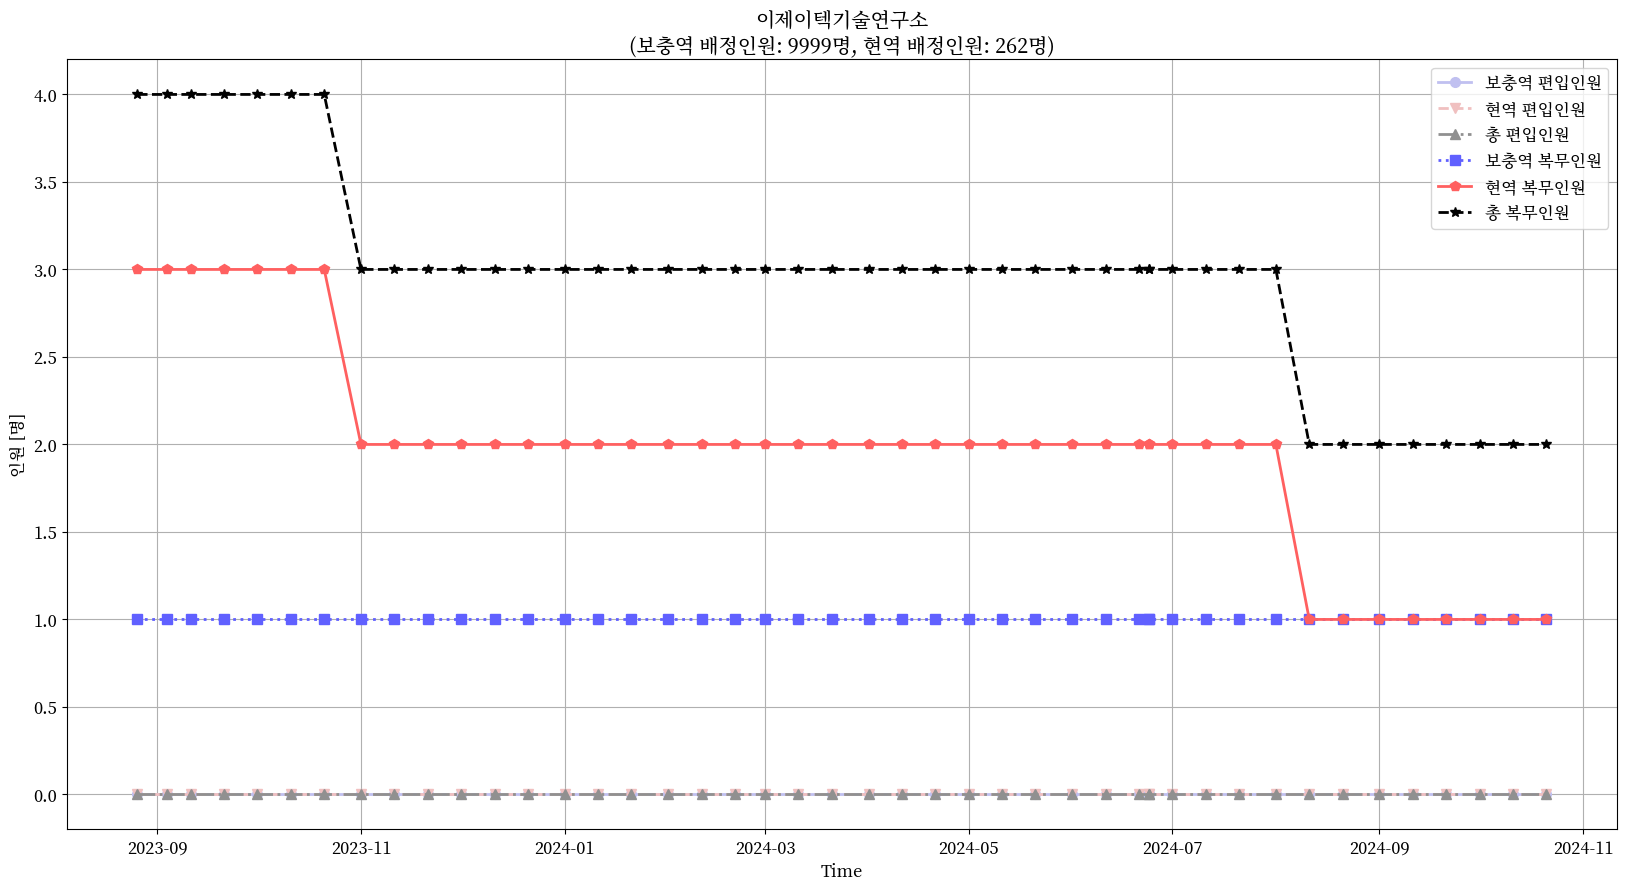 이제이텍기술연구소
(보충역 배정인원: 9999명, 현역 배정인원: 262명)
보충역 편입인원
현역 편입인원
총 편입인원
보충역 복무인원
현역 복무인원
총 복무인원
인원 [명]
4.0
3.5
3.0
2.5
2.0
1.5
1.0
0.5
0.0
2023-09
2023-11
2024-01
2024-03
2024-05
2024-07
2024-09
2024-11
Time